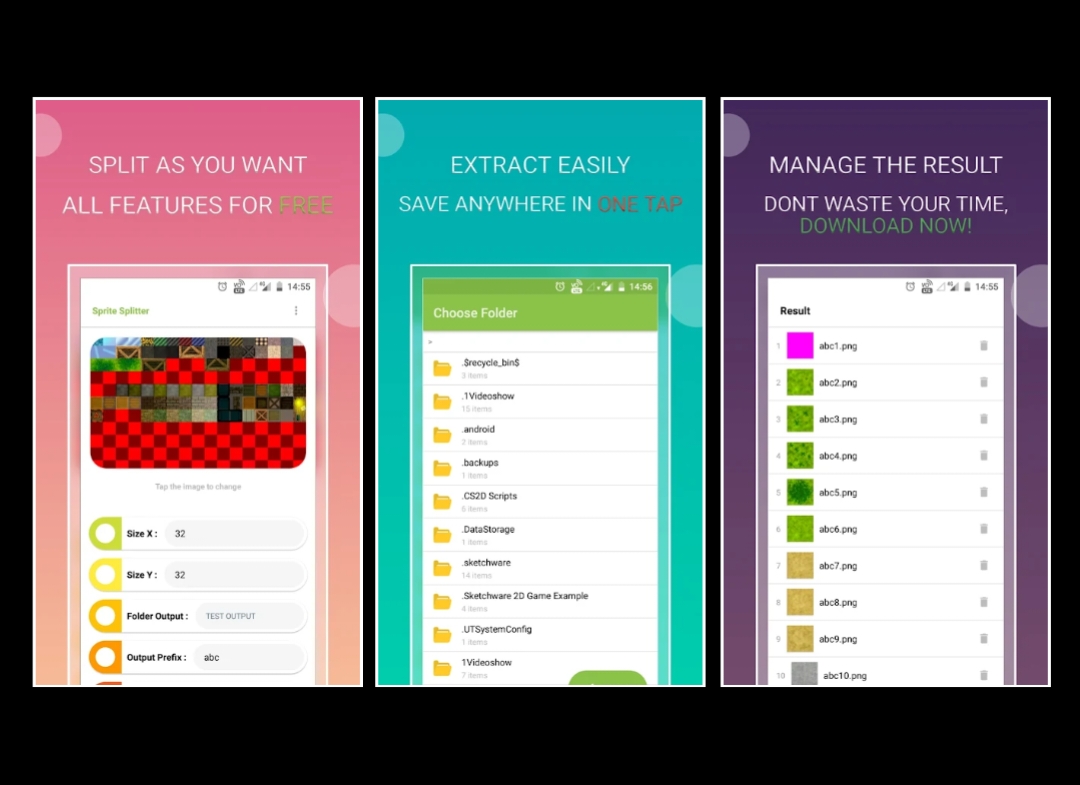 SPLIT AS YOU WANT
ALL FEATURES FOR FREE
14:55
Sprite Splitter
Tap the image to change
Size X : 32
Size Y : 32
Folder Output : TEST OUTPUT
Output Prefix : abc
EXTRACT EASILY
SAVE ANYWHERE IN ONE TAP
14:56
Choose Folder
»
.$recycle_bin$
3 items
.1Videoshow
15 items
.android
2 items
.backups
1 items
.CS2D Scripts
6 items
.DataStorage
1 items
.sketchware
14 items
.Sketchware 2D Game Example
4 items
.UTSystemConfig
1 items
1Videoshow
7 items
MANAGE THE RESULT
DONT WASTE YOUR TIME,
DOWNLOAD NOW!
14:55
Result
1 abc1.png
2 abc2.png
3 abc3.png
4 abc4.png
5 abc5.png
6 abc6.png
7 abc7.png
8 abc8.png
9 abc9.png
10 abc10.png